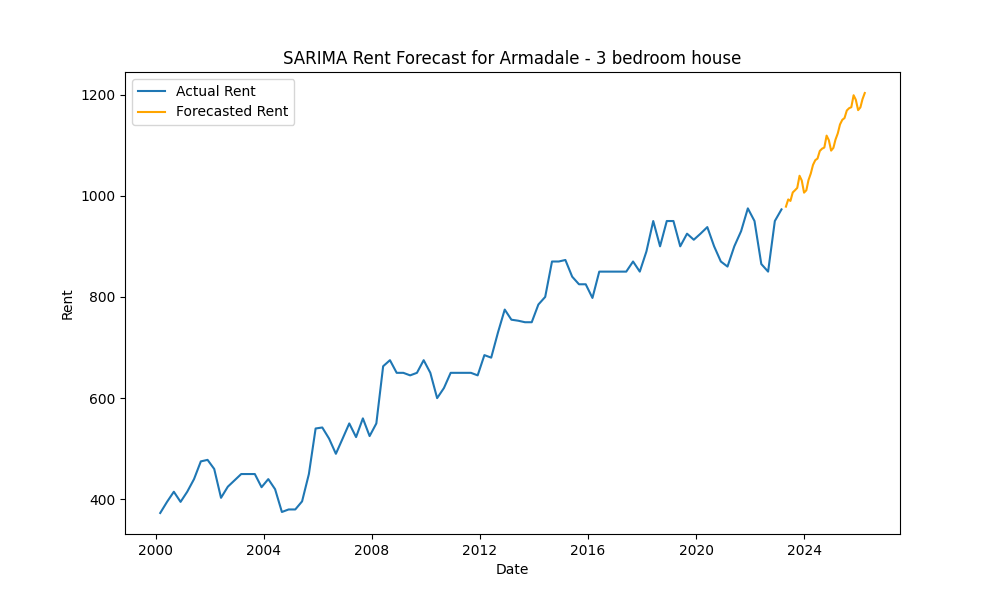 SARIMA Rent Forecast for Armadale - 3 bedroom house
Actual Rent
Forecasted Rent
1200
1000
800
600
400
Rent
2000
2004
2008
2012
2016
2020
2024
Date